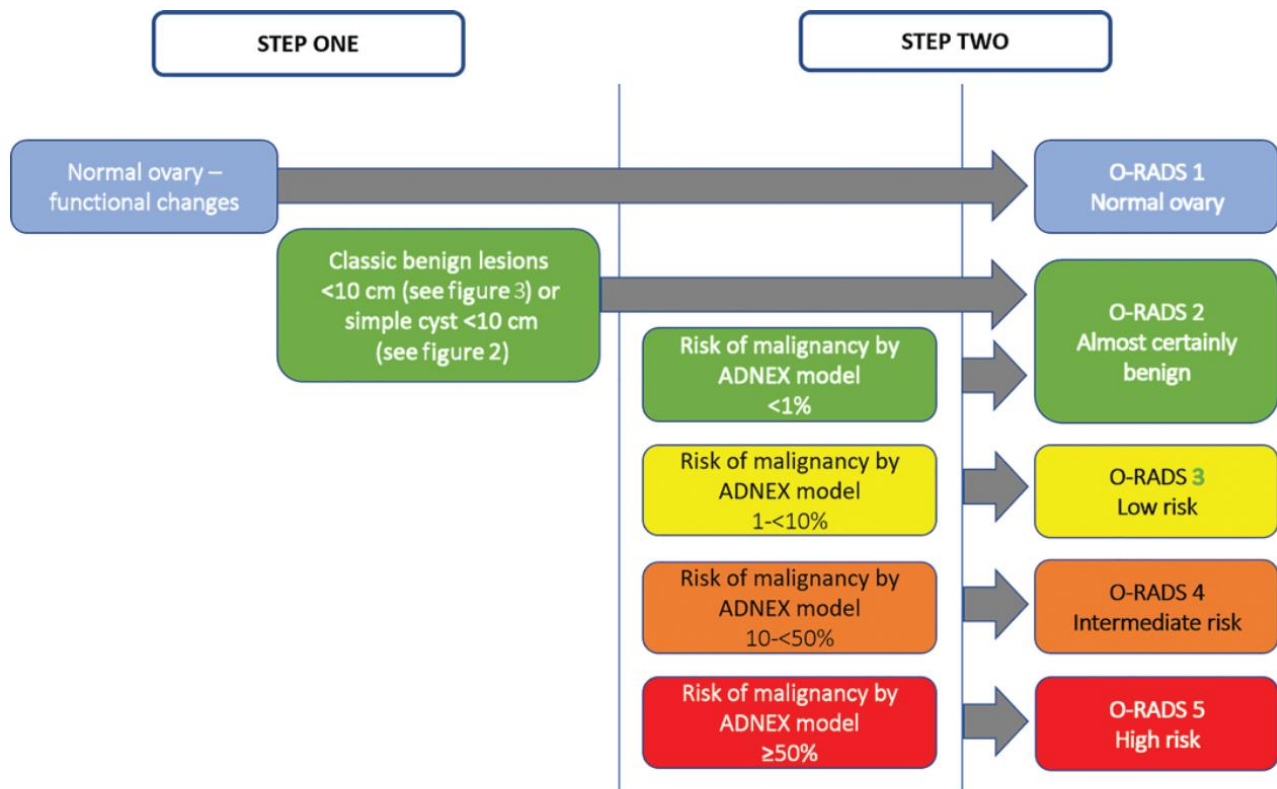 STEP ONE
STEP TWO
Normal ovary –
functional changes
O-RADS 1
Normal ovary
Classic benign lesions
<10 cm (see figure 3) or
simple cyst <10 cm
(see figure 2)
O-RADS 2
Almost certainly
benign
Risk of malignancy by
ADNEX model
<1%
Risk of malignancy by
ADNEX model
1-<10%
O-RADS 3
Low risk
Risk of malignancy by
ADNEX model
10-<50%
O-RADS 4
Intermediate risk
Risk of malignancy by
ADNEX model
≥50%
O-RADS 5
High risk